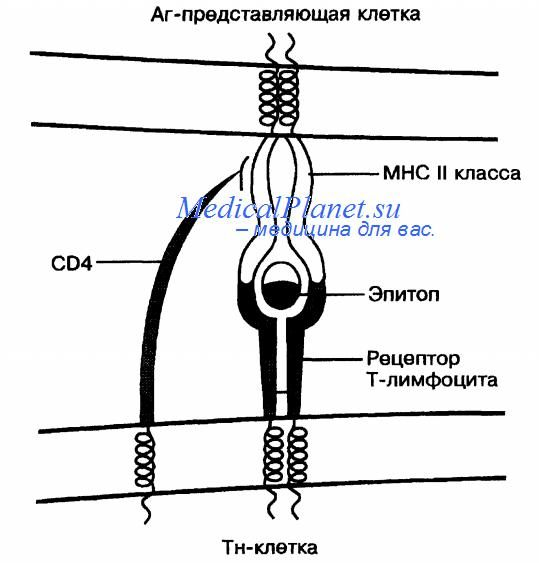 Аг-представляющая клетка
МНС II класса
MedicalPlanet.su
– медицина для вас.
CD4
Эпитоп
Рецептор
Т-лимфоцита
Тн-клетка